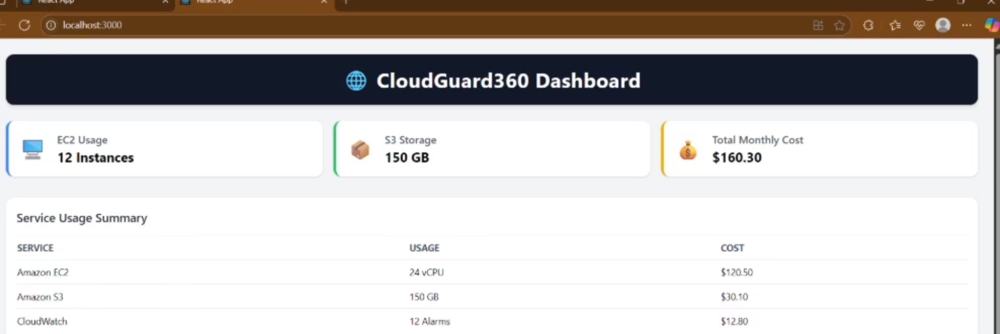 React App
React App
localhost:3000
CloudGuard360 Dashboard
EC2 Usage
12 Instances
S3 Storage
150 GB
Total Monthly Cost
$160.30
Service Usage Summary
SERVICE USAGE COST
Amazon EC2 24 vCPU $120.50
Amazon S3 150 GB $30.10
CloudWatch 12 Alarms $12.80